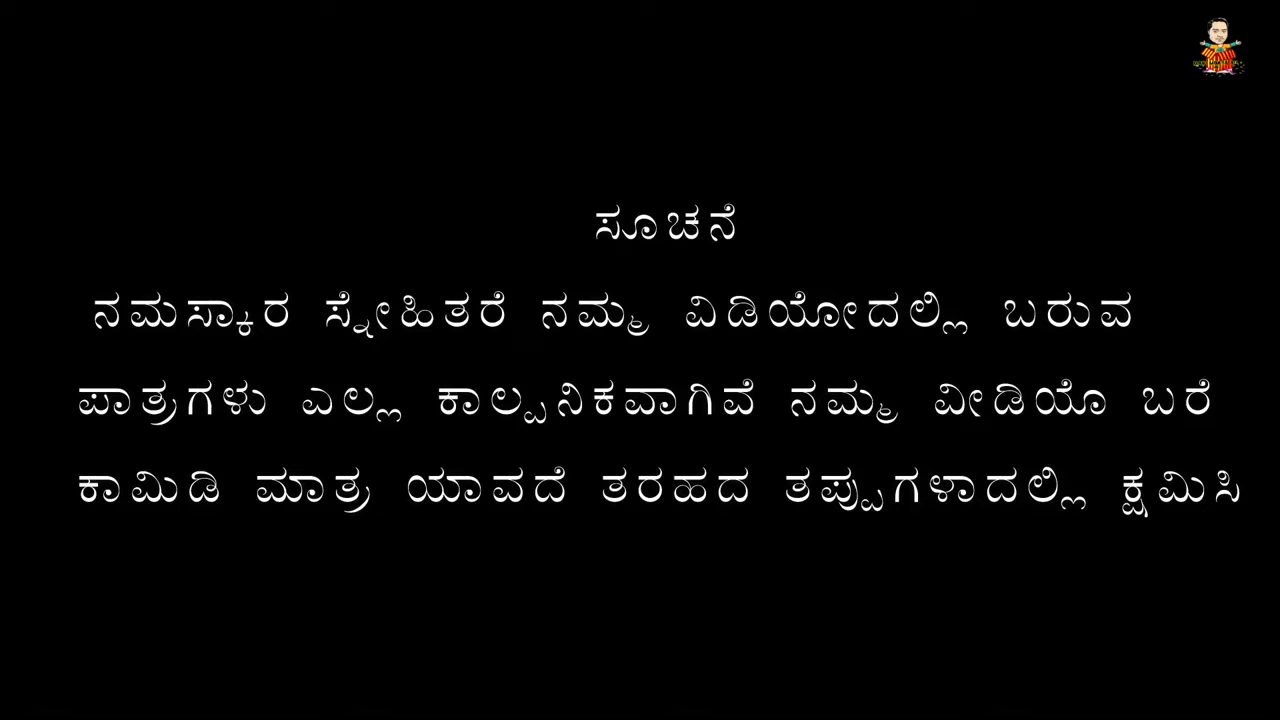 ಸೂಚನೆ
ನಮಸ್ಕಾರ ಸ್ನೇಹಿತರೆ ನಮ್ಮ ವಿಡಿಯೋದಲ್ಲಿ ಬರುವ
ಪಾತ್ರಗಳು ಎಲ್ಲ ಕಾಲ್ಪನಿಕವಾಗಿವೆ ನಮ್ಮ ವೀಡಿಯೊ ಬರೆ
ಕಾಮಿಡಿ ಮಾತ್ರ ಯಾವದೆ ತರಹದ ತಪ್ಪುಗಳಾದಲ್ಲಿ ಕ್ಷಮಿಸಿ